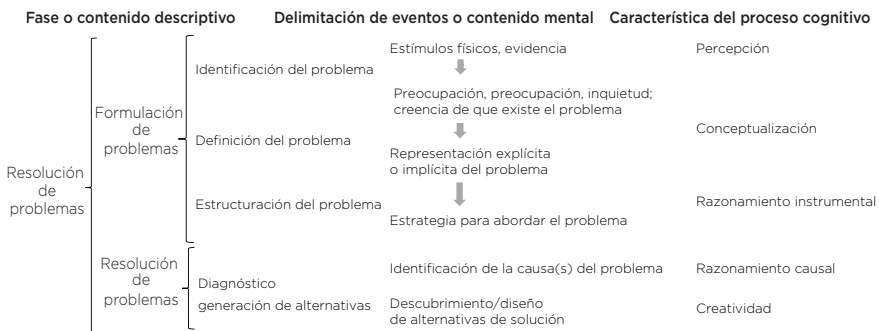 Fase o contenido descriptivo
Delimitación de eventos o contenido mental
Característica del proceso cognitivo
Resolución
de
problemas
Formulación
de
problemas
Identificación del problema
Estímulos físicos, evidencia
Percepción
Preocupación, preocupación, inquietud;
creencia de que existe el problema
Definición del problema
Conceptualización
Representación explícita
o implícita del problema
Estructuración del problema
Razonamiento instrumental
Estrategia para abordar el problema
Resolución
de
problemas
Diagnóstico
Identificación de la causa(s) del problema
Razonamiento causal
generación de alternativas
Descubrimiento/diseño
de alternativas de solución
Creatividad